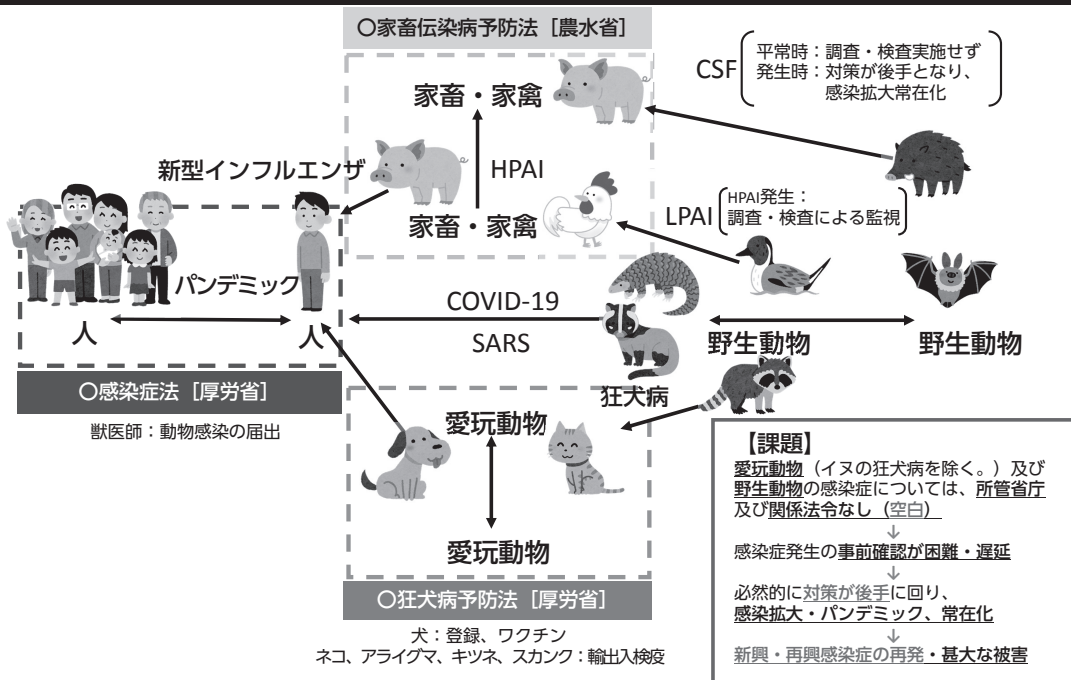 〇家畜伝染病予防法［農水省］
CSF
平常時：調査・検査実施せず
発生時：対策が後手となり、
感染拡大常在化
家畜・家禽
新型インフルエンザ
HPAI
家畜・家禽
LPAI
HPAI発生：
調査・検査による監視
パンデミック
人
人
COVID-19
SARS
野生動物
野生動物
〇感染症法［厚労省］
獣医師：動物感染の届出
狂犬病
愛玩動物
愛玩動物
〇狂犬病予防法［厚労省］
犬：登録、ワクチン
ネコ、アライグマ、キツネ、スカンク：輸出入検疫
【課題】
愛玩動物（イヌの狂犬病を除く。）及び
野生動物の感染症については、所管省庁
及び関係法令なし（空白）
↓
感染症発生の事前確認が困難・遅延
↓
必然的に対策が後手に回り、
感染拡大・パンデミック、常在化
↓
新興・再興感染症の再発・甚大な被害